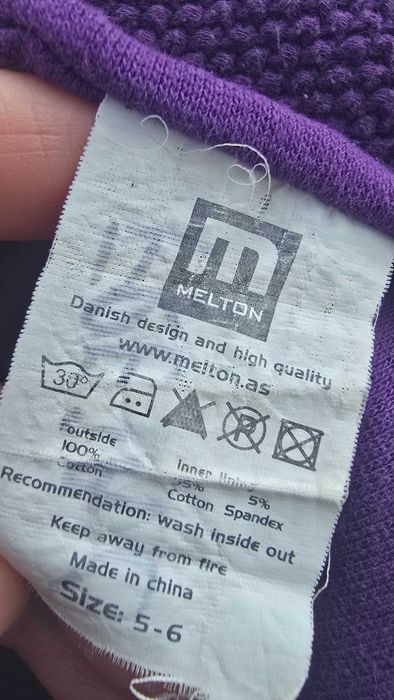 m
MELTON
Danish design and high quality
www.melton.as
30° P
outside
100%
Cotton
Inner lining
95% 5%
Cotton Spandex
Recommendation: wash inside out
Keep away from fire
Made in china
Size: 5-6